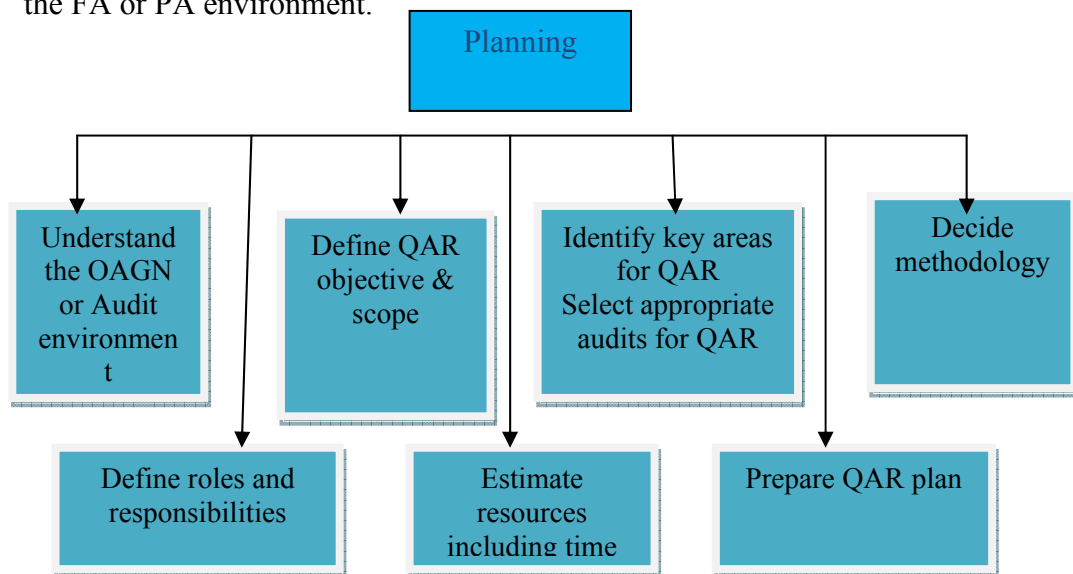 the FA or PA environment.
Planning
Understand
the OAGN
or Audit
environmen
t
Define QAR
objective &
scope
Identify key areas
for QAR
Select appropriate
audits for QAR
Decide
methodology
Define roles and
responsibilities
Estimate
resources
including time
Prepare QAR plan